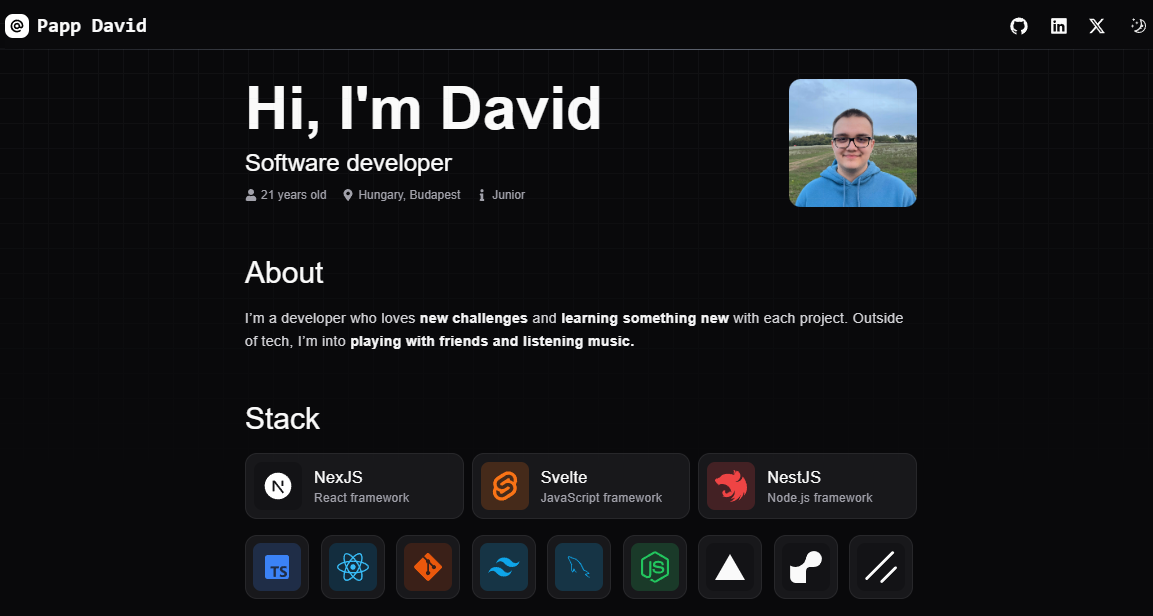 @ Papp David
Hi, I'm David
Software developer
21 years old Hungary, Budapest Junior
About
I'm a developer who loves new challenges and learning something new with each project. Outside
of tech, I'm into playing with friends and listening music.
Stack
N NexJS
React framework
Svelte
JavaScript framework
NestJS
Node.js framework
TS
JS